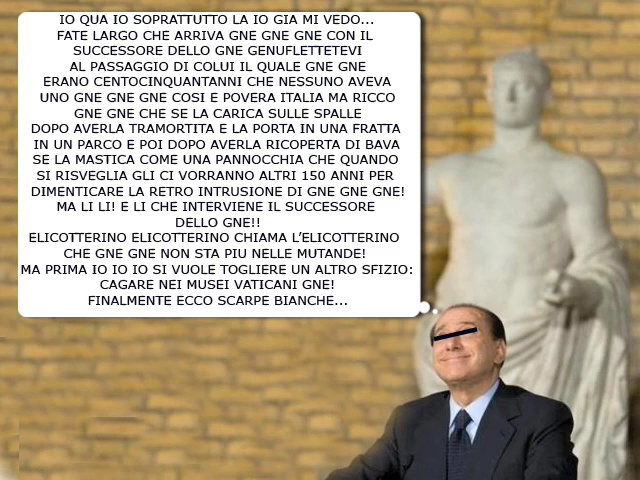 IO QUA IO SOPRATTUTTO LA IO GIA MI VEDO...
FATE LARGO CHE ARRIVA GNE GNE GNE CON IL
SUCCESSORE DELLO GNE GENUFLETTETEVI
AL PASSAGGIO DI COLUI IL QUALE GNE GNE
ERANO CENTOCINQUANTANNI CHE NESSUNO AVEVA
UNO GNE GNE GNE COSI E POVERA ITALIA MA RICCO
GNE GNE CHE SE LA CARICA SULLE SPALLE
DOPO AVERLA TRAMORTITA E LA PORTA IN UNA FRATTA
IN UN PARCO E POI DOPO AVERLA RICOPERTA DI BAVA
SE LA MASTICA COME UNA PANNOCCHIA CHE QUANDO
SI RISVEGLIA GLI CI VORRANNO ALTRI 150 ANNI PER
DIMENTICARE LA RETRO INTRUSIONE DI GNE GNE GNE!
MA LI LI! E LI CHE INTERVIENE IL SUCCESSORE
DELLO GNE!!
ELICOTTERINO ELICOTTERINO CHIAMA L'ELICOTTERINO
CHE GNE GNE NON STA PIU NELLE MUTANDE!
MA PRIMA IO IO IO SI VUOLE TOGLIERE UN ALTRO SFIZIO:
CAGARE NEI MUSEI VATICANI GNE!
FINALMENTE ECCO SCARPE BIANCHE...